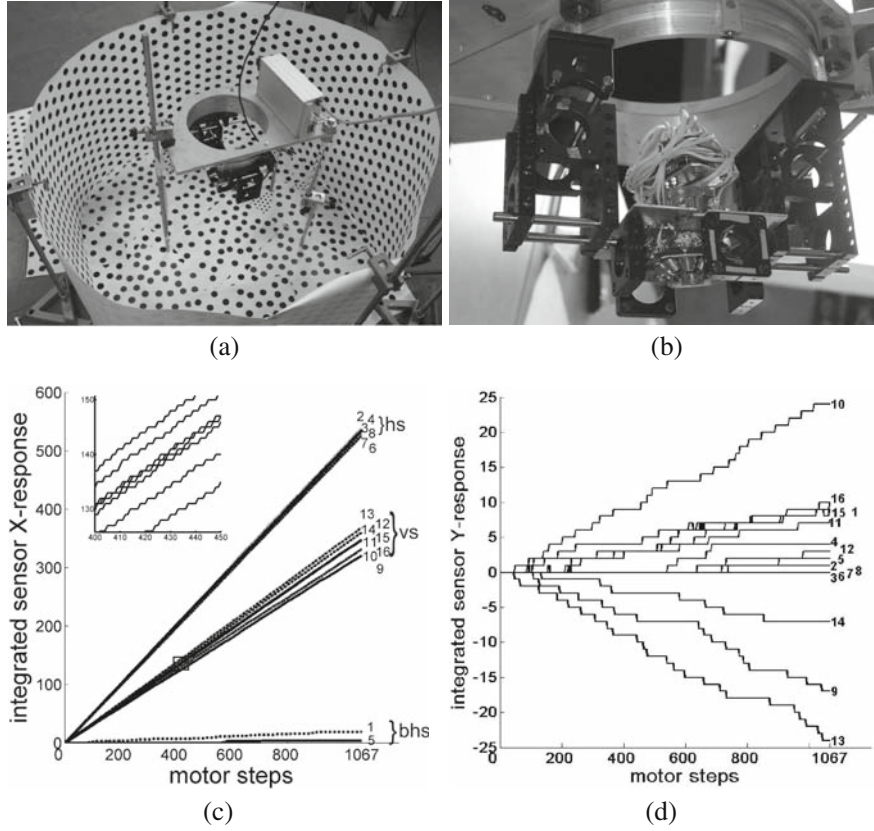 (a)
(b)
600
500
400
300
200
100
0
integrated sensor X-response
150
140
130
400 410 420 430 440 450
2 4
3 8 }hs
7 6
13
14 12
11 15 }vs
10 16
9
1
5 }bhs
200 400 600 800 1067
motor steps
(c)
25
20
15
10
5
0
-5
-10
-15
-20
-25
integrated sensor Y-response
10
16
15 1
11
4
12
5
2
36 7 8
14
9
13
0 200 400 600 800 1067
motor steps
(d)